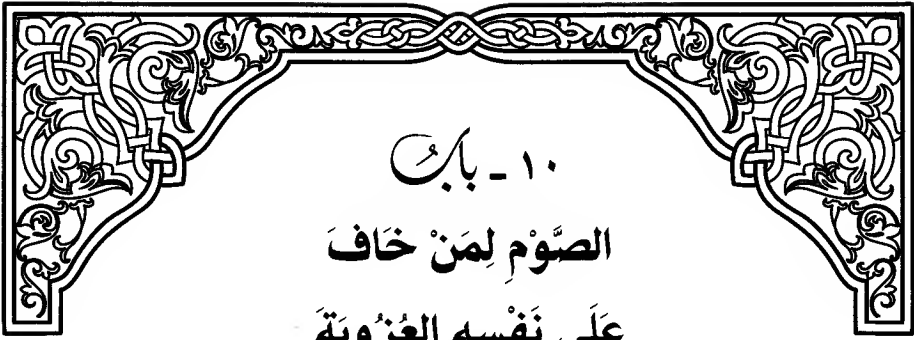 ١٠ - بابُ
الصَّوْمِ لِمَنْ خَافَ
عَلَى نَفْسِهِ العُزُوبَةَ